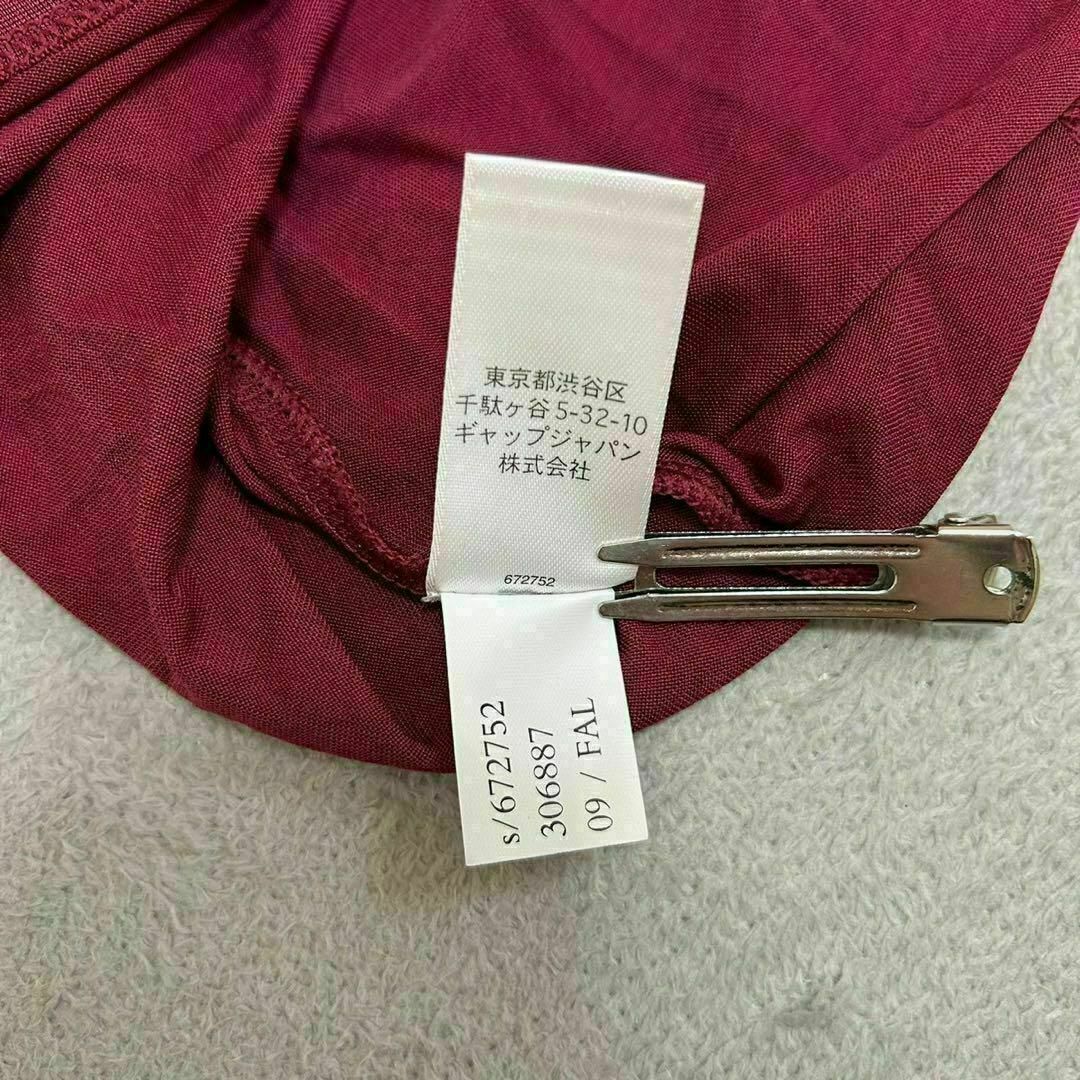 東京都渋谷区
千駄ヶ谷5-32-10
ギャップジャパン
株式会社
672752
s/672752
306887
09 / FAL